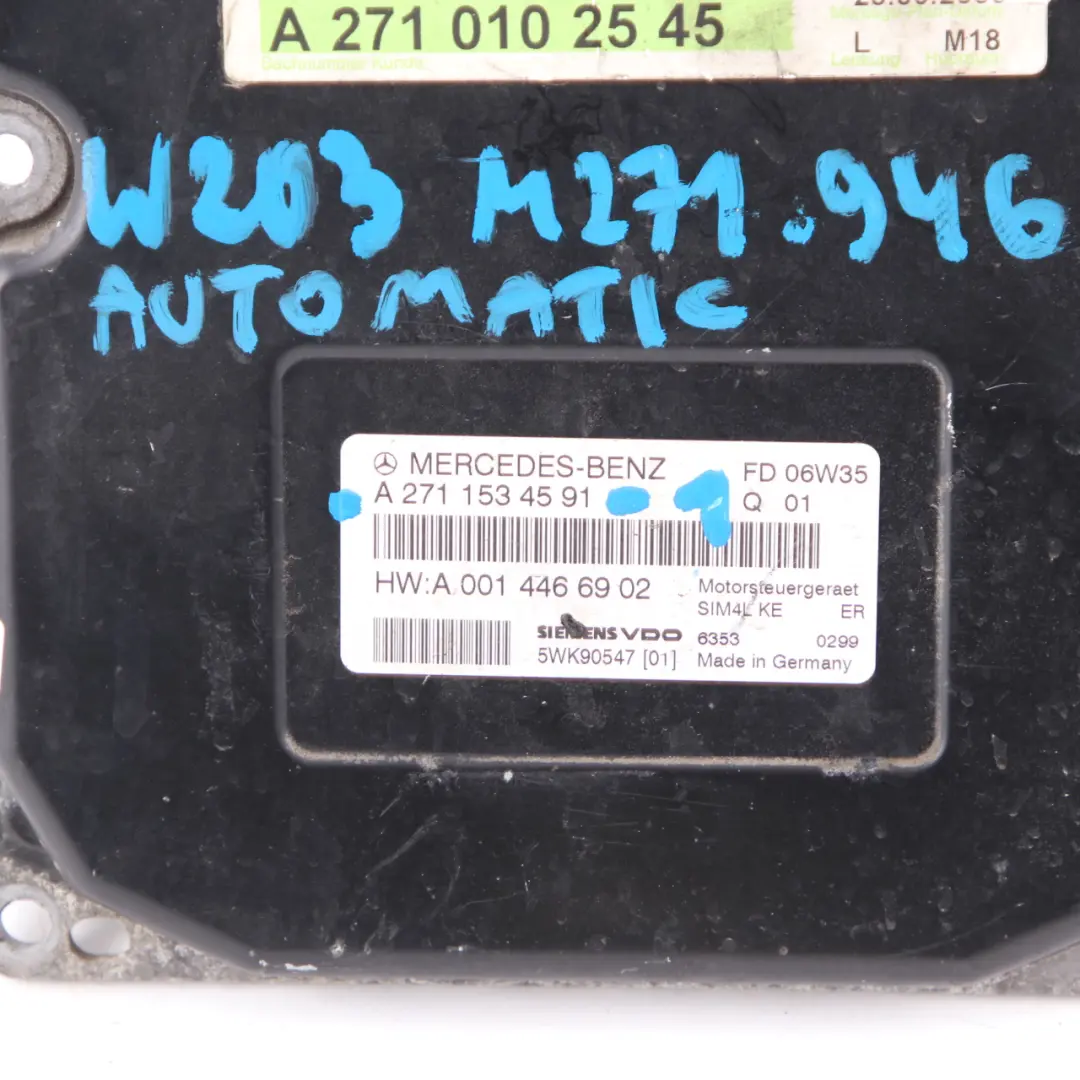 A 271 010 25 45
L M18
W203 M271.946
AUTOMATIC
MERCEDES-BENZ FD 06W35
A 271 153 45 91 - 1 Q 01
HW:A 001 446 69 02 Motorsteuergeraet
SIM4L KE ER
SIEMENS VDO 6353 0299
5WK90547 [01] Made in Germany